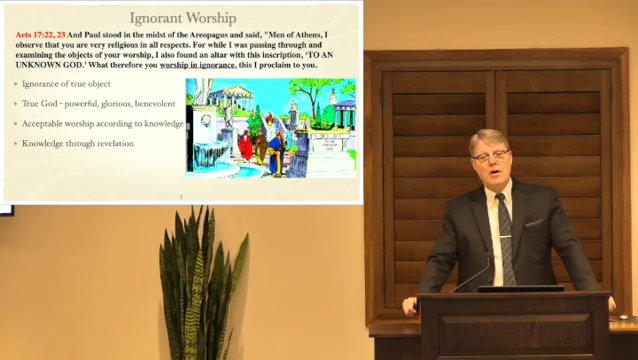 Ignorant Worship
Acts 17:22, 23 And Paul stood in the midst of the Areopagus and said, "Men of Athens, I
observe that you are very religious in all respects. For while I was passing through and
examining the objects of your worship, I also found an altar with this inscription, ‘TO AN
UNKNOWN GOD.’ What therefore you worship in ignorance, this I proclaim to you.
• Ignorance of true object
• True God - powerful, glorious, benevolent
• Acceptable worship according to knowledge
• Knowledge through revelation